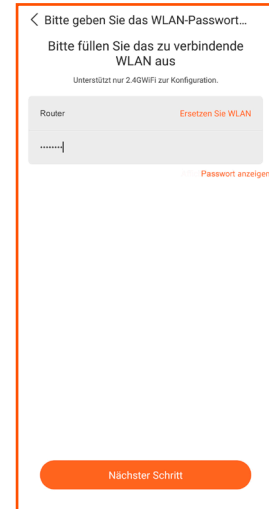 Bitte geben Sie das WLAN-Passwort...
Bitte füllen Sie das zu verbindende
WLAN aus
Unterstützt nur 2.4GWiFi zur Konfiguration.
Router
Ersetzen Sie WLAN
........
Passwort anzeigen
Nächster Schritt